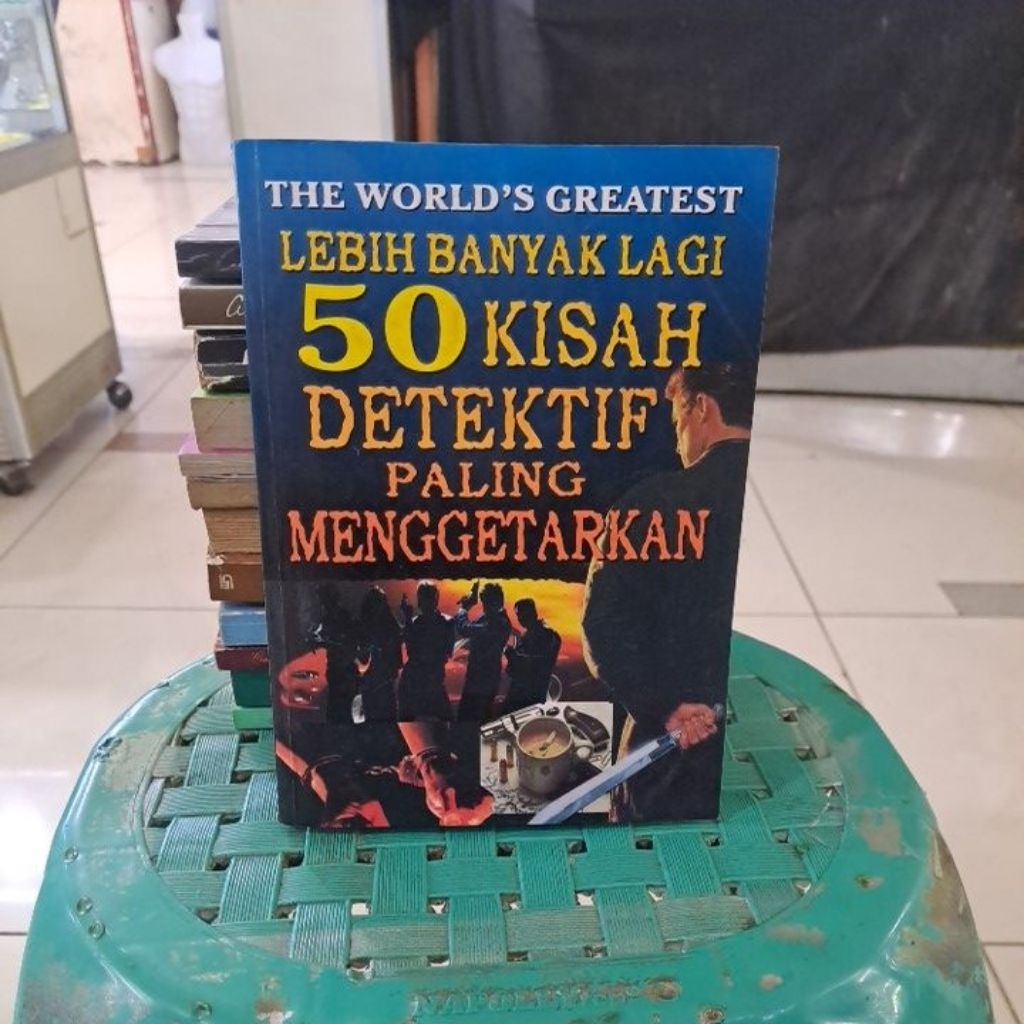 THE WORLD'S GREATEST
LEBIH BANYAK LAGI
50 KISAH
DETEKTIF
PALING
MENGGETARKAN